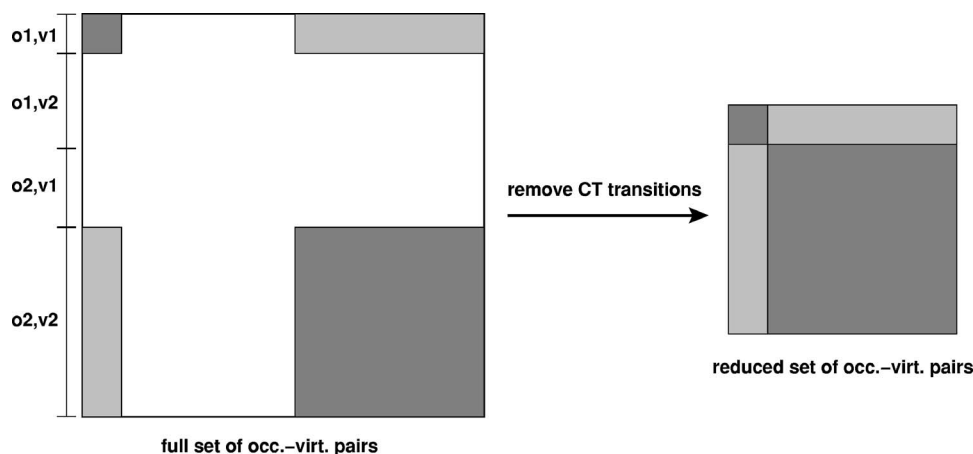 o1,v1
o1,v2
o2,v1
remove CT transitions
o2,v2
reduced set of occ.−virt. pairs
full set of occ.−virt. pairs